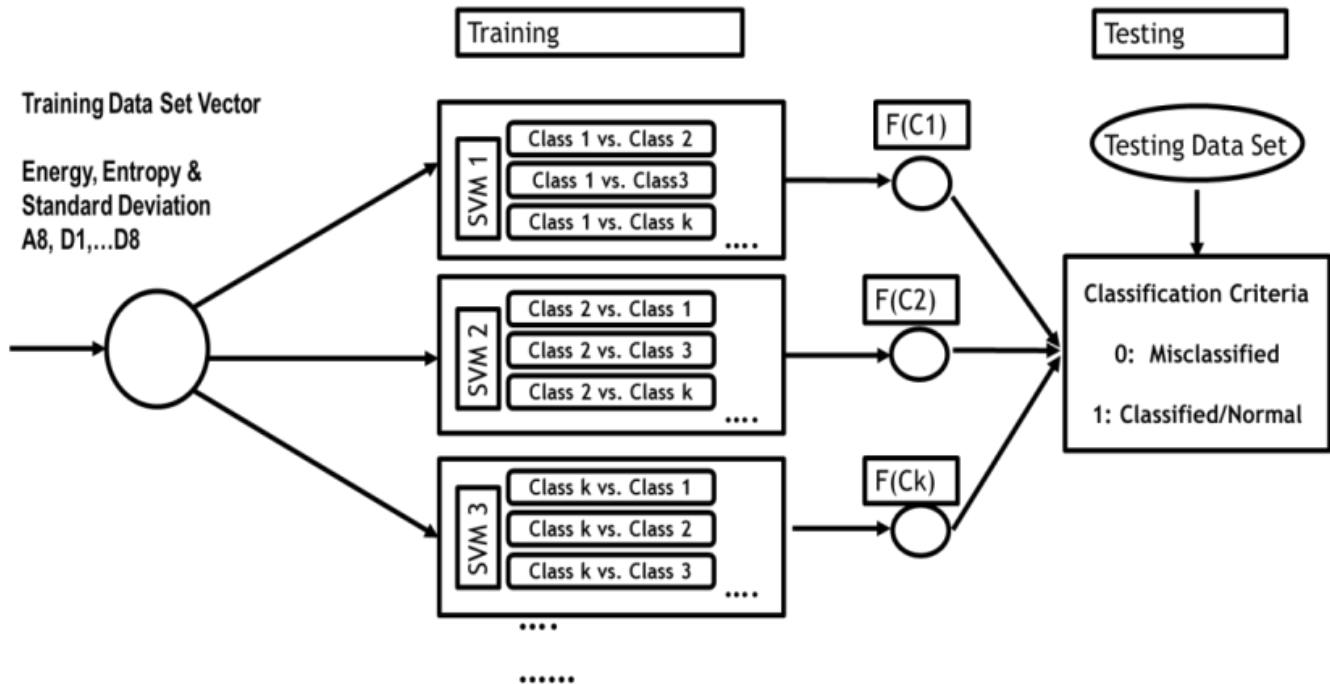 Training
Testing
Training Data Set Vector
Energy, Entropy &
Standard Deviation
A8, D1,...D8
SVM 1
Class 1 vs. Class 2
Class 1 vs. Class3
Class 1 vs. Class k
....
F(C1)
SVM 2
Class 2 vs. Class 1
Class 2 vs. Class 3
Class 2 vs. Class k
....
F(C2)
SVM 3
Class k vs. Class 1
Class k vs. Class 2
Class k vs. Class 3
....
F(Ck)
....
......
Testing Data Set
Classification Criteria
0: Misclassified
1: Classified/Normal